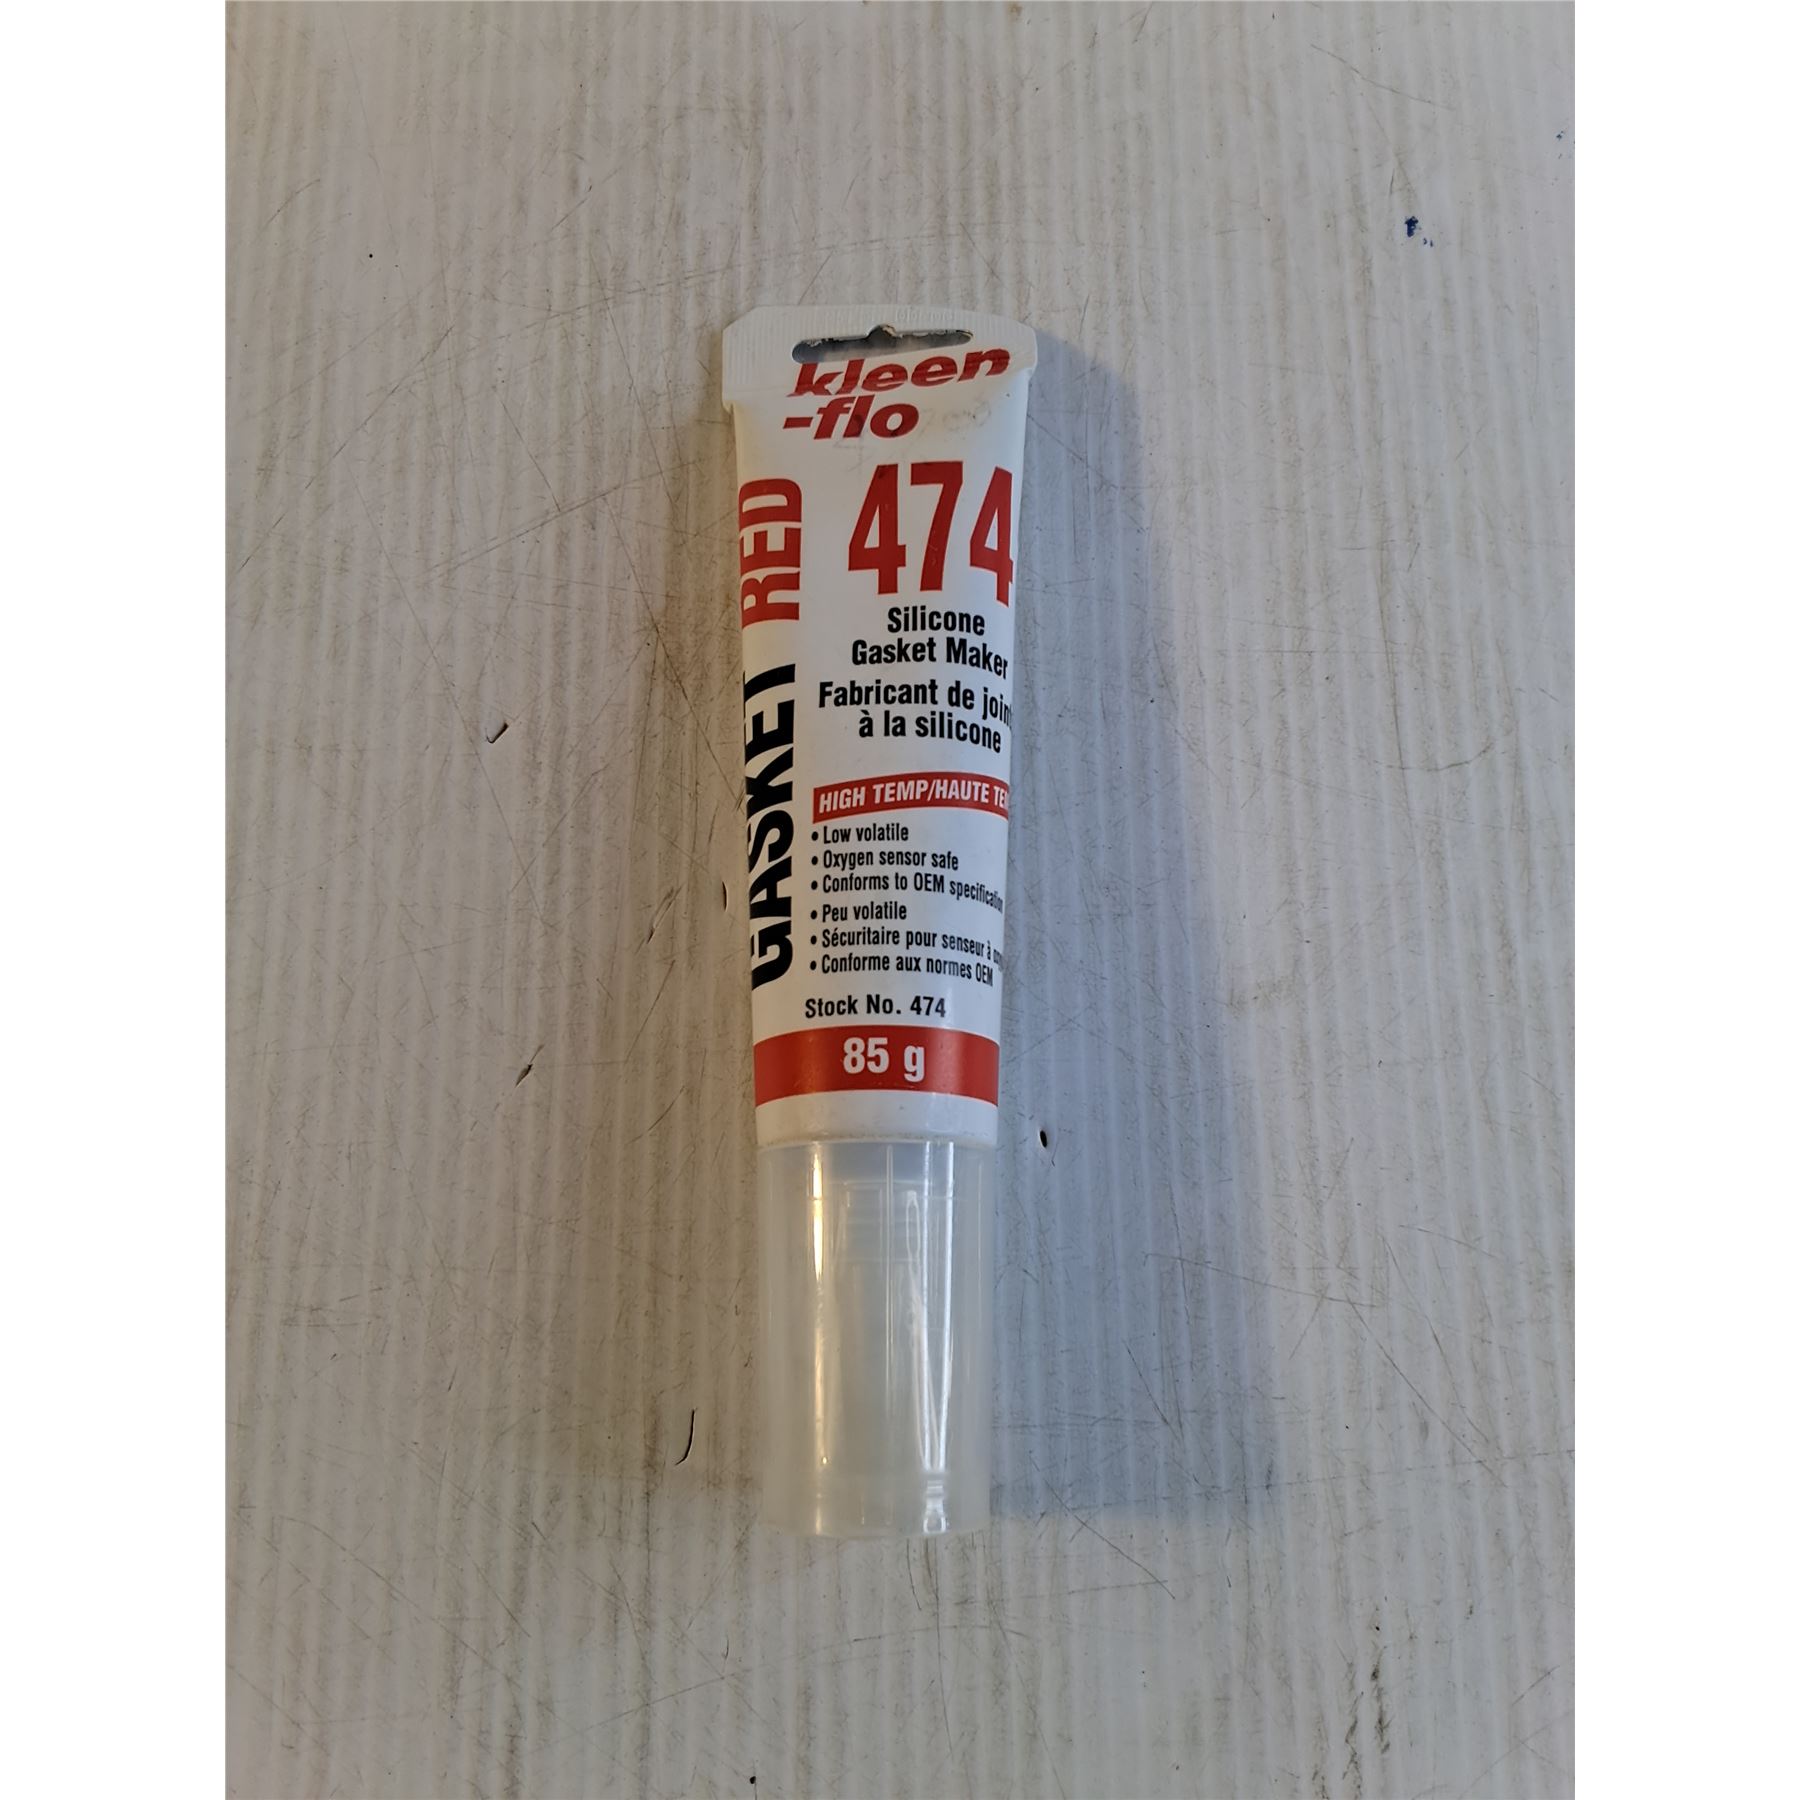 kleen
-flo
GASKET RED
474
Silicone
Gasket Maker
Fabricant de joint
à la silicone
HIGH TEMP/HAUTE
• Low volatile
• Oxygen sensor safe
• Conforms to OEM specification
• Peu volatile
• Sécuritaire pour senseur à
• Conforme aux normes OEM
Stock No. 474
85 g